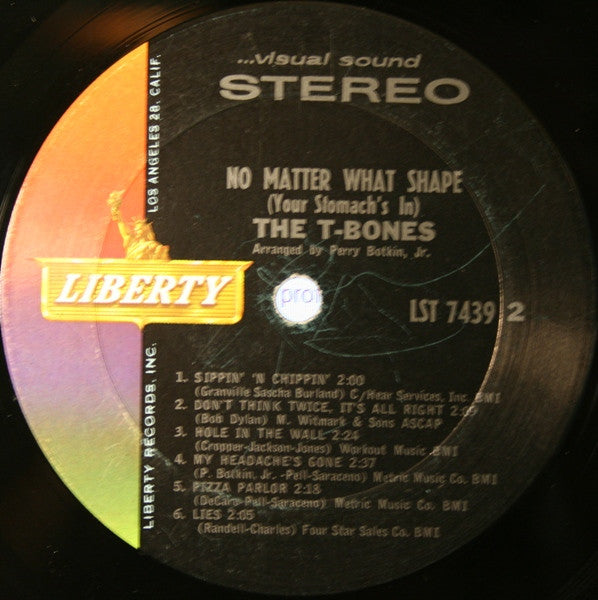 ...visual sound
STEREO
NO MATTER WHAT SHAPE
(Your Stomach's In)
THE T-BONES
Arranged By Perry Botkin, Jr.
LIBERTY
LST 7439 2
1. SIPPIN' 'N CHIPPIN' 2:00
(Granville Sascha Burland) C/Hear Services, Inc. BMI
2. DON'T THINK TWICE, IT'S ALL RIGHT 2:09
(Bob Dylan) M. Witmark & Sons ASCAP
3. HOLE IN THE WALL 2:24
(Cropper-Jackson-Jones) Workout Music BMI
4. MY HEADACHE'S GONE 2:37
(P. Botkin, Jr. -Pell-Saraceno) Metric Music Co. BMI
5. PIZZA PARLOR 2:18
(DeCaro-Pell-Saraceno) Metric Music Co. BMI
6. LIES 2:05
(Randell-Charles) Four Star Sales Co. BMI
LIBERTY RECORDS, INC.
LOS ANGELES 28, CALIF.